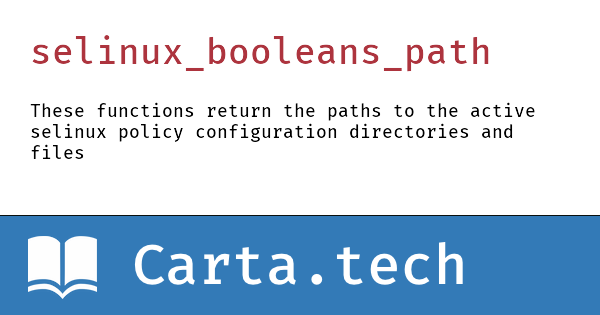 selinux_booleans_path
These functions return the paths to the active
selinux policy configuration directories and
files
Carta.tech